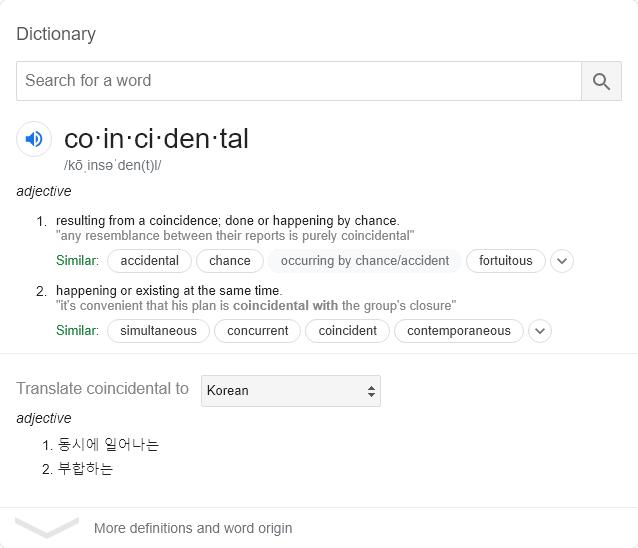 Dictionary
Search for a word
co·in·ci·den·tal
/kōˌinsəˈden(t)l/
adjective
1. resulting from a coincidence; done or happening by chance.
"any resemblance between their reports is purely coincidental"
Similar: accidental chance occurring by chance/accident fortuitous
2. happening or existing at the same time.
"it's convenient that his plan is coincidental with the group's closure"
Similar: simultaneous concurrent coincident contemporaneous
Translate coincidental to Korean
adjective
1. 동시에 일어나는
2. 부합하는
More definitions and word origin